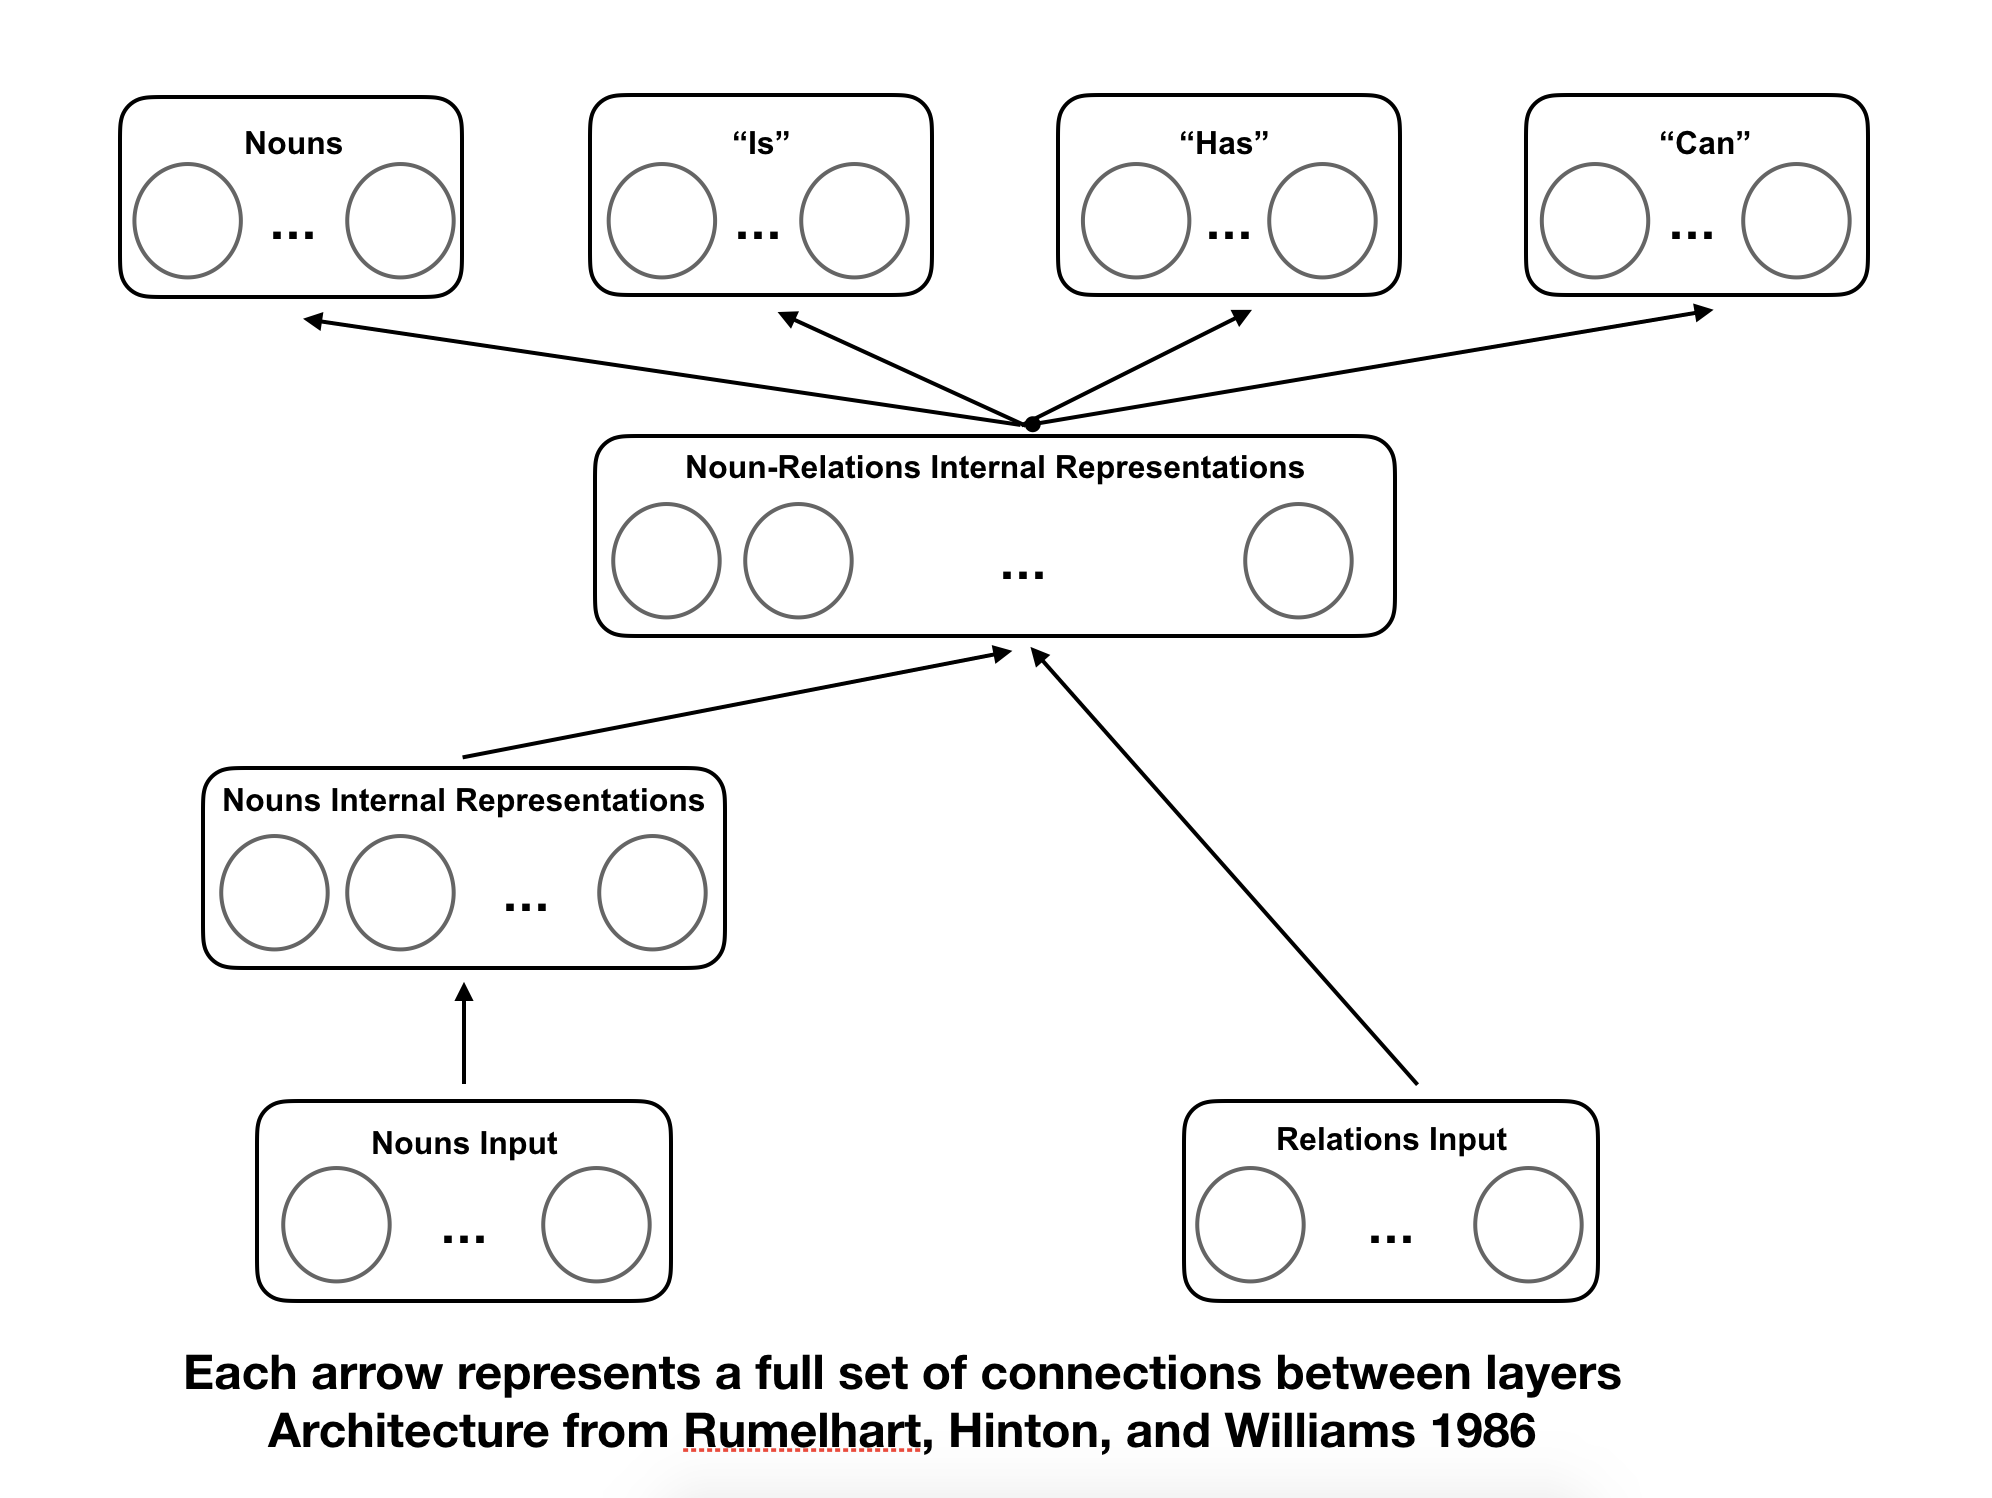 Nouns
“Is”
“Has”
“Can”
...
...
...
...
Noun-Relations Internal Representations
...
Nouns Internal Representations
...
Nouns Input
Relations Input
...
...
Each arrow represents a full set of connections between layers
Architecture from Rumelhart, Hinton, and Williams 1986